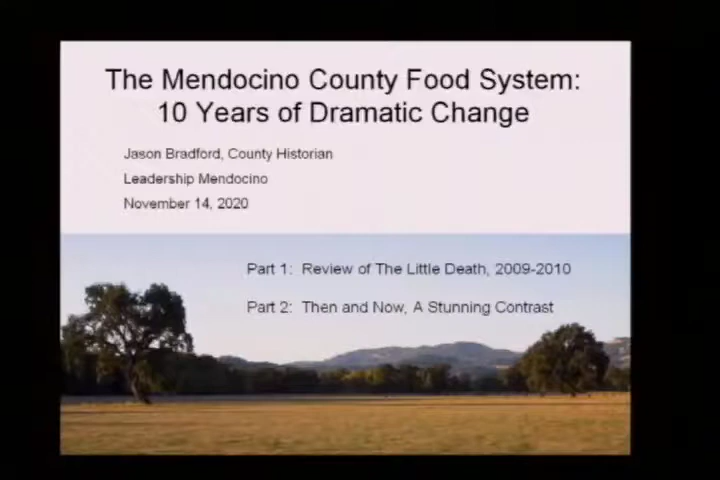 The Mendocino County Food System:
10 Years of Dramatic Change
Jason Bradford, County Historian
Leadership Mendocino
November 14, 2020
Part 1: Review of The Little Death, 2009-2010
Part 2: Then and Now, A Stunning Contrast